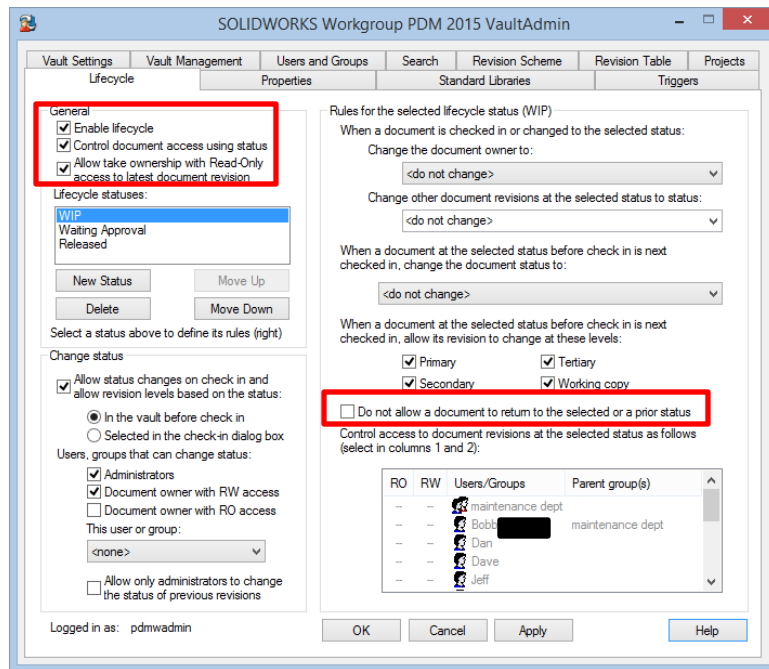 SOLIDWORKS Workgroup PDM 2015 VaultAdmin
Vault Settings
Vault Management
Users and Groups
Search
Revision Scheme
Revision Table
Projects
Lifecycle
Properties
Standard Libraries
Triggers
General
Enable lifecycle
Control document access using status
Allow take ownership with Read-Only
access to latest document revision
Lifecycle statuses:
WIP
Waiting Approval
Released
New Status
Move Up
Delete
Move Down
Select a status above to define its rules (right)
Change status
Allow status changes on check in and
allow revision levels based on the status:
In the vault before check in
Selected in the check-in dialog box
Users, groups that can change status:
Administrators
Document owner with RW access
Document owner with RO access
This user or group:
<none>
Allow only administrators to change
the status of previous revisions
Rules for the selected lifecycle status (WIP)
When a document is checked in or changed to the selected status:
Change the document owner to:
<do not change>
Change other document revisions at the selected status to status:
<do not change>
When a document at the selected status before check in is next
checked in, change the document status to:
<do not change>
When a document at the selected status before check in is next
checked in, allow its revision to change at these
levels:
Primary
Tertiary
Secondary
Working copy
Do not allow a document to return to the selected or a prior status
Control access to document revisions at the selected status as follows
(select in columns 1 and 2):
RO RW Users/Groups Parent group(s)
-- -- maintenance dept
-- -- Bobb maintenance dept
-- -- Dan
-- -- Dave
-- -- Jeff
Logged in as: pdmwadmin
OK
Cancel
Apply
Help